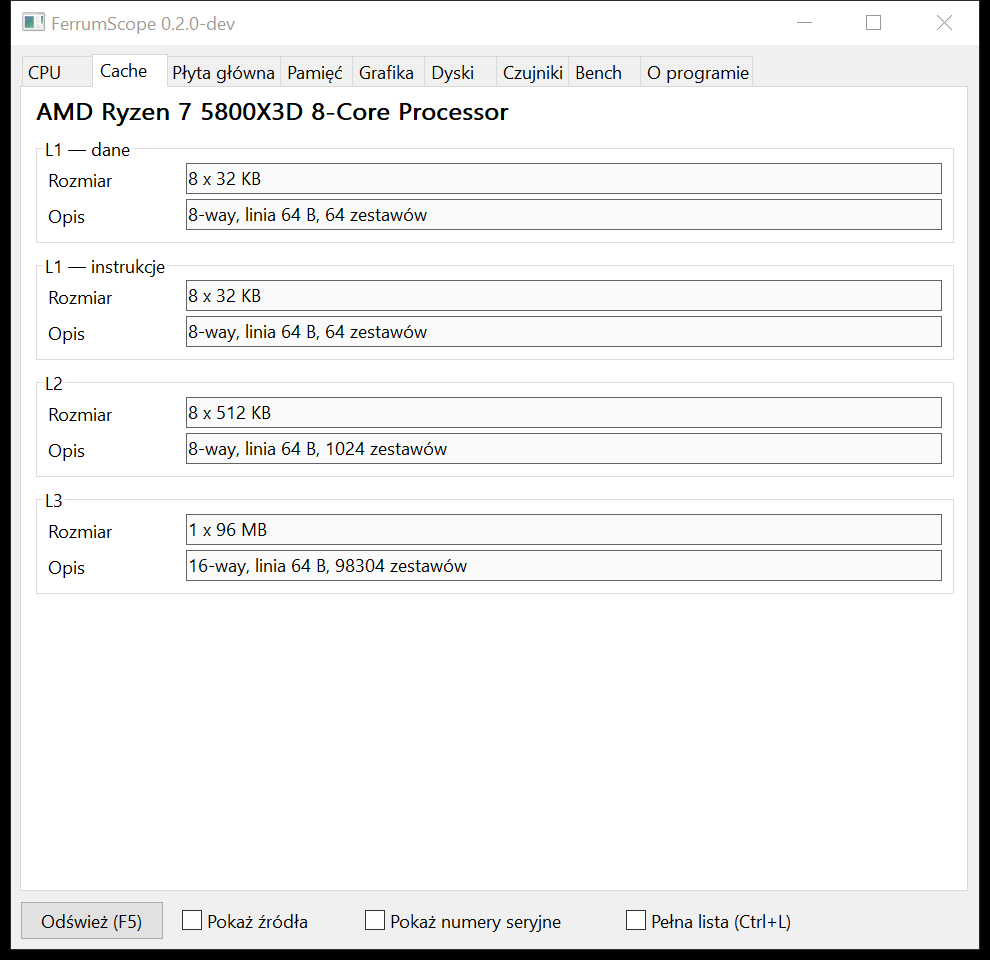 FerrumScope 0.2.0-dev
CPU Cache Płyta główna Pamięć Grafika Dyski Czujniki Bench O programie
AMD Ryzen 7 5800X3D 8-Core Processor
L1 — dane
Rozmiar 8 x 32 KB
Opis 8-way, linia 64 B, 64 zestawów
L1 — instrukcje
Rozmiar 8 x 32 KB
Opis 8-way, linia 64 B, 64 zestawów
L2
Rozmiar 8 x 512 KB
Opis 8-way, linia 64 B, 1024 zestawów
L3
Rozmiar 1 x 96 MB
Opis 16-way, linia 64 B, 98304 zestawów
Odśwież (F5) Pokaż źródła Pokaż numery seryjne Pełna lista (Ctrl+L)